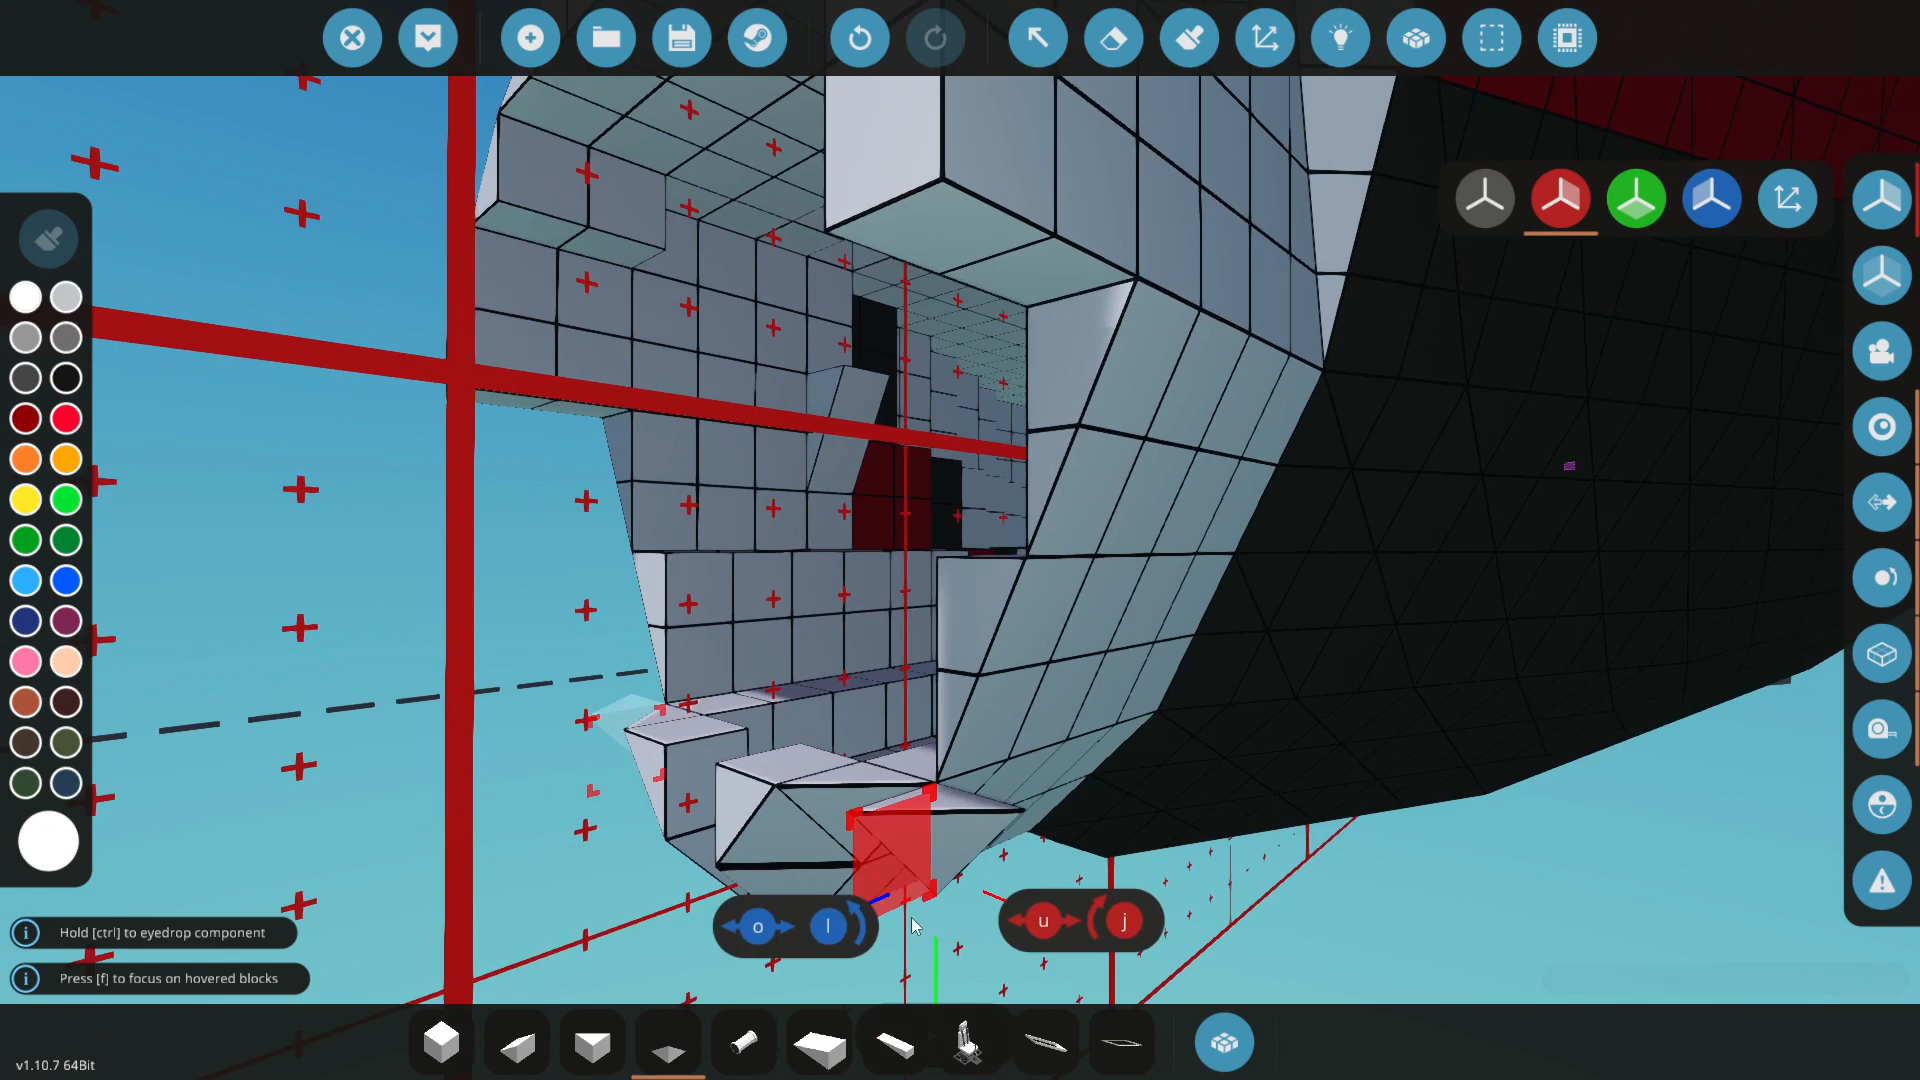 Hold [ctrl] to eyedrop component
o l u j
Press [f] to focus on hovered blocks
v1.10.7 64Bit